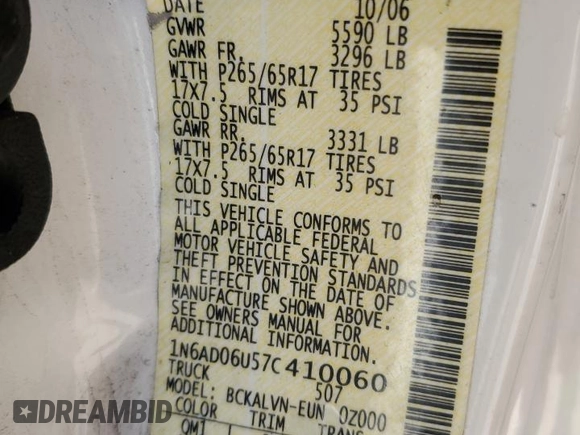 DATE 10/06
GVWR 5590 LB
GAWR FR. 3296 LB
WITH P265/65R17 TIRES
17X7.5 RIMS AT 35 PSI
COLD SINGLE
GAWR RR. 3331 LB
WITH P265/65R17 TIRES
17X7.5 RIMS AT 35 PSI
COLD SINGLE
THIS VEHICLE CONFORMS TO
ALL APPLICABLE FEDERAL
MOTOR VEHICLE SAFETY AND
THEFT PREVENTION STANDARDS
IN EFFECT ON THE DATE OF
MANUFACTURE SHOWN ABOVE.
SEE OWNERS MANUAL FOR
ADDITIONAL INFORMATION.
1N6AD06U57C410060
TRUCK 507
MODEL: BCKALVN-EUN 0Z000
COLOR TRIM TRANS
QM1
DIDACAR.COM